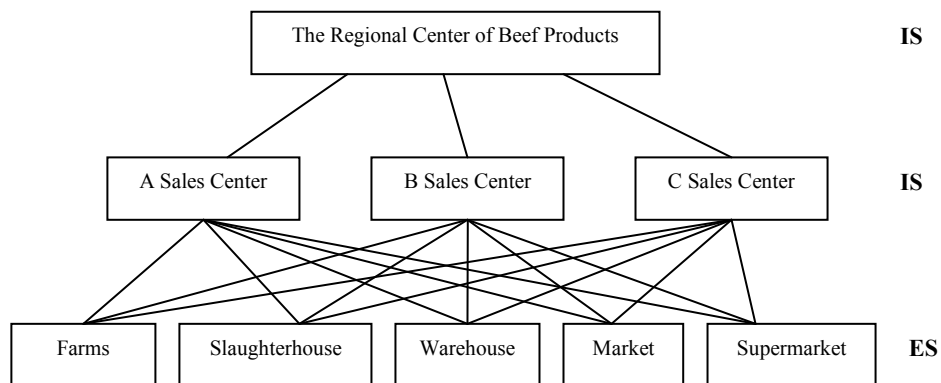 The Regional Center of Beef Products IS
A Sales Center B Sales Center C Sales Center IS
Farms Slaughterhouse Warehouse Market Supermarket ES